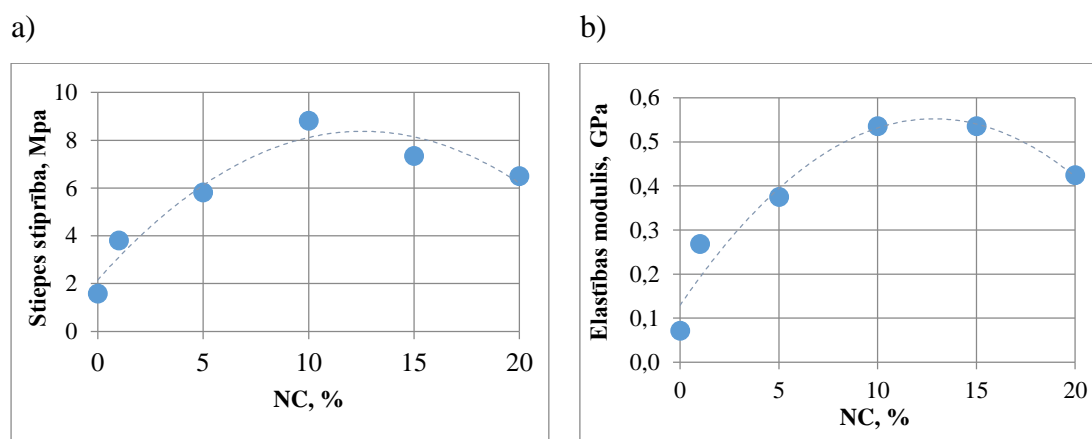 a)
10
8
6
4
2
0
Stiepes stiprība, Mpa
0 5 10 15 20
NC, %
b)
0,6
0,5
0,4
0,3
0,2
0,1
0,0
Elastības modulis, GPa
0 5 10 15 20
NC, %